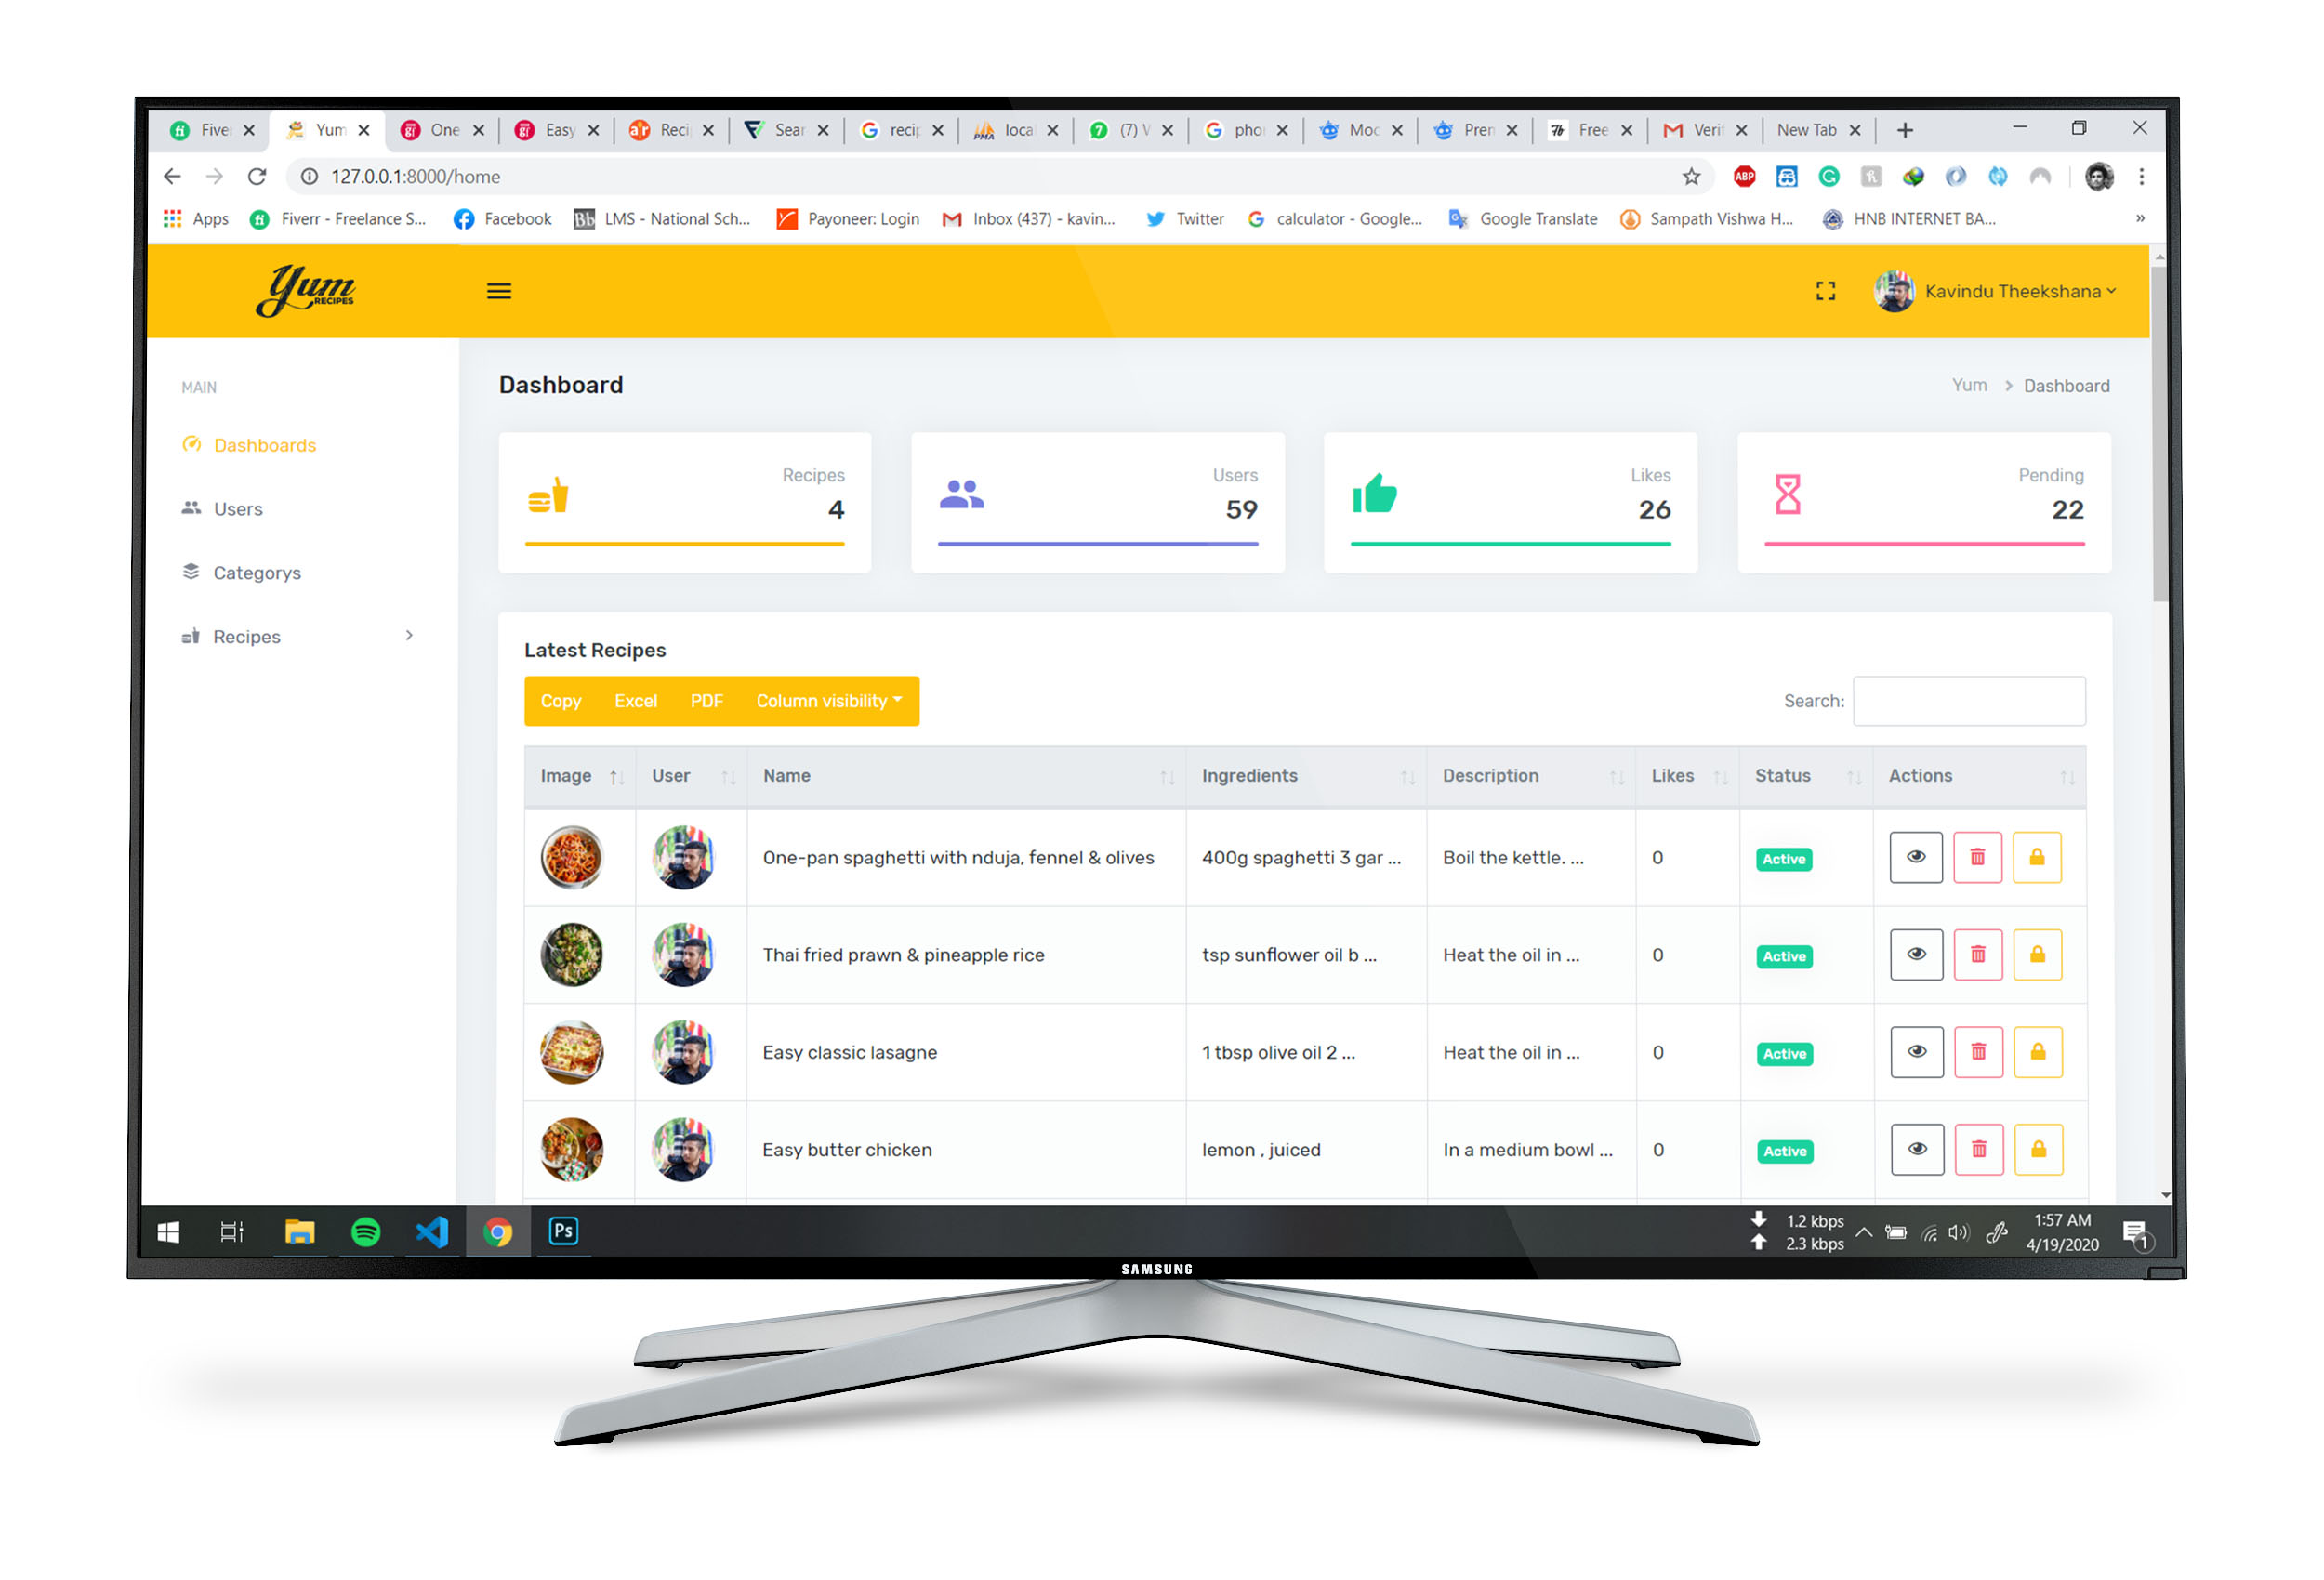 Fiver Yum One Easy Reci Sear recip loca (7) V pho Moc Prem Free Verif New Tab
127.0.0.1:8000/home
ABP
Apps Fiverr - Freelance S... Facebook Bb LMS - National Sch... Payoneer: Login Inbox (437) - kavin... Twitter calculator - Google... Google Translate Sampath Vishwa H... HNB INTERNET BA... »
Yum RECIPES
Kavindu Theekshana
MAIN
Dashboards
Users
Categorys
Recipes
Dashboard
Yum > Dashboard
Recipes
4
Users
59
Likes
26
Pending
22
Latest Recipes
Copy Excel PDF Column visibility
Search:
Image User Name Ingredients Description Likes Status Actions
One-pan spaghetti with nduja, fennel & olives 400g spaghetti 3 gar ... Boil the kettle. ... 0 Active
Thai fried prawn & pineapple rice tsp sunflower oil b ... Heat the oil in ... 0 Active
Easy classic lasagne 1 tbsp olive oil 2 ... Heat the oil in ... 0 Active
Easy butter chicken lemon , juiced In a medium bowl ... 0 Active
Ps
1.2 kbps
2.3 kbps
1:57 AM
4/19/2020
1
SAMSUNG